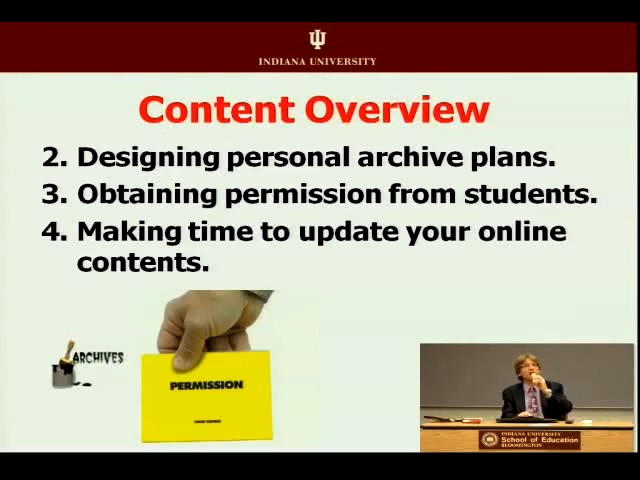 INDIANA UNIVERSITY
Content Overview
2. Designing personal archive plans.
3. Obtaining permission from students.
4. Making time to update your online
contents.
ARCHIVES
PERMISSION
INDIANA UNIVERSITY
School of Education
BLOOMINGTON